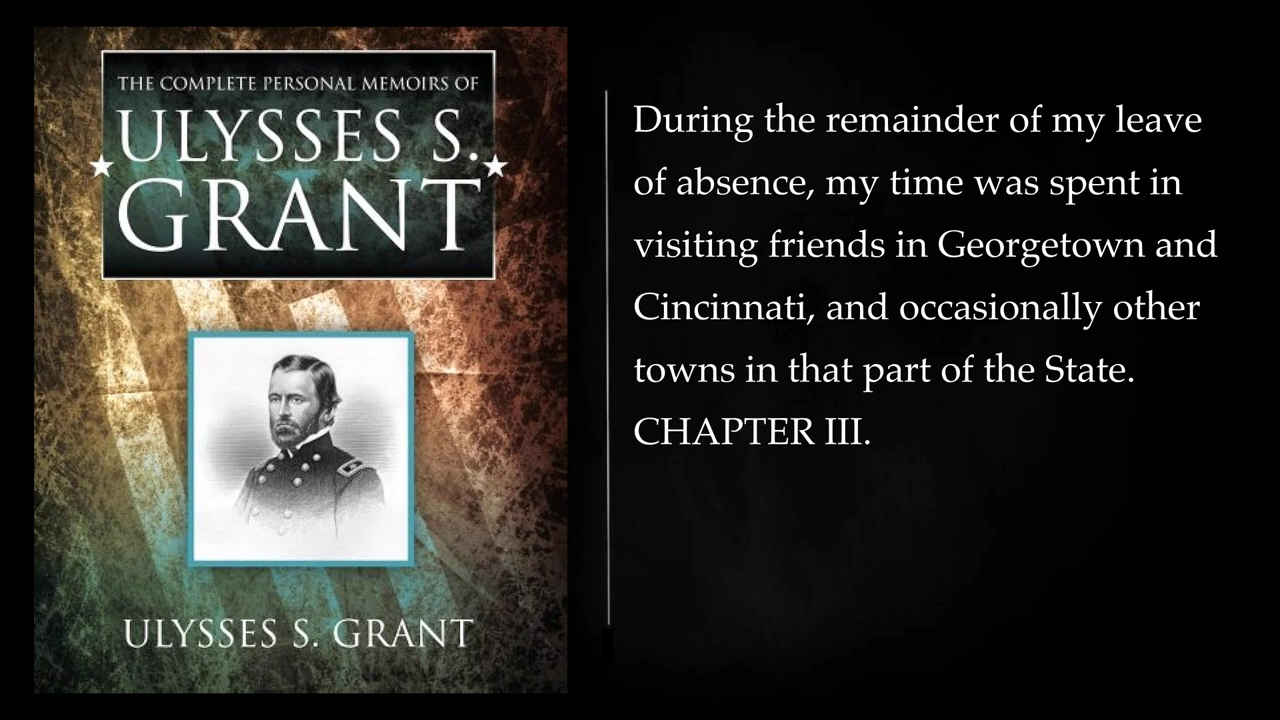 THE COMPLETE PERSONAL MEMOIRS OF
ULYSSES S.
GRANT
ULYSSES S. GRANT
During the remainder of my leave
of absence, my time was spent in
visiting friends in Georgetown and
Cincinnati, and occasionally other
towns in that part of the State.
CHAPTER III.